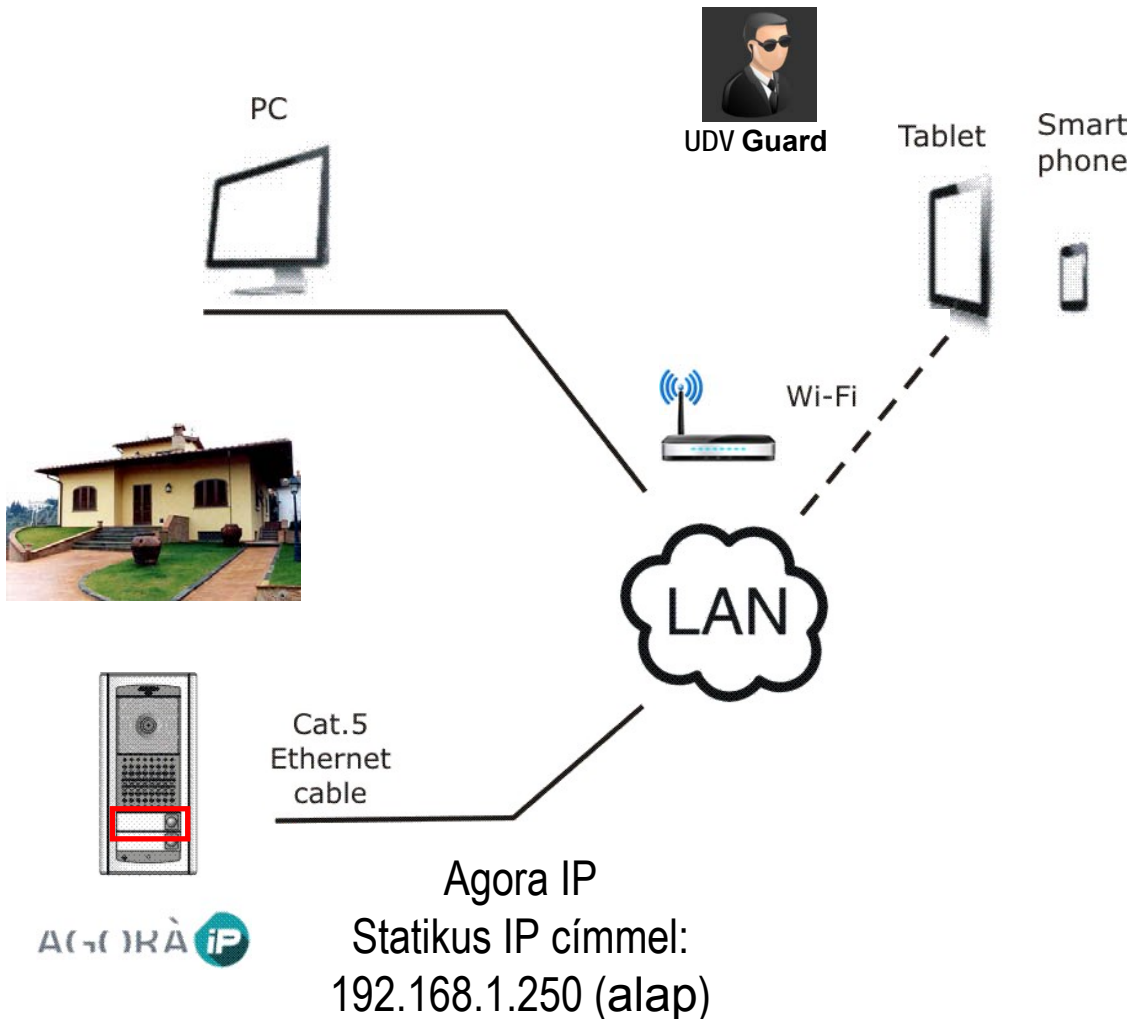 PC
UDV Guard
Tablet
Smart
phone
Wi-Fi
LAN
Cat.5
Ethernet
cable
AGORÀ iP
Agora IP
Statikus IP címmel:
192.168.1.250 (alap)